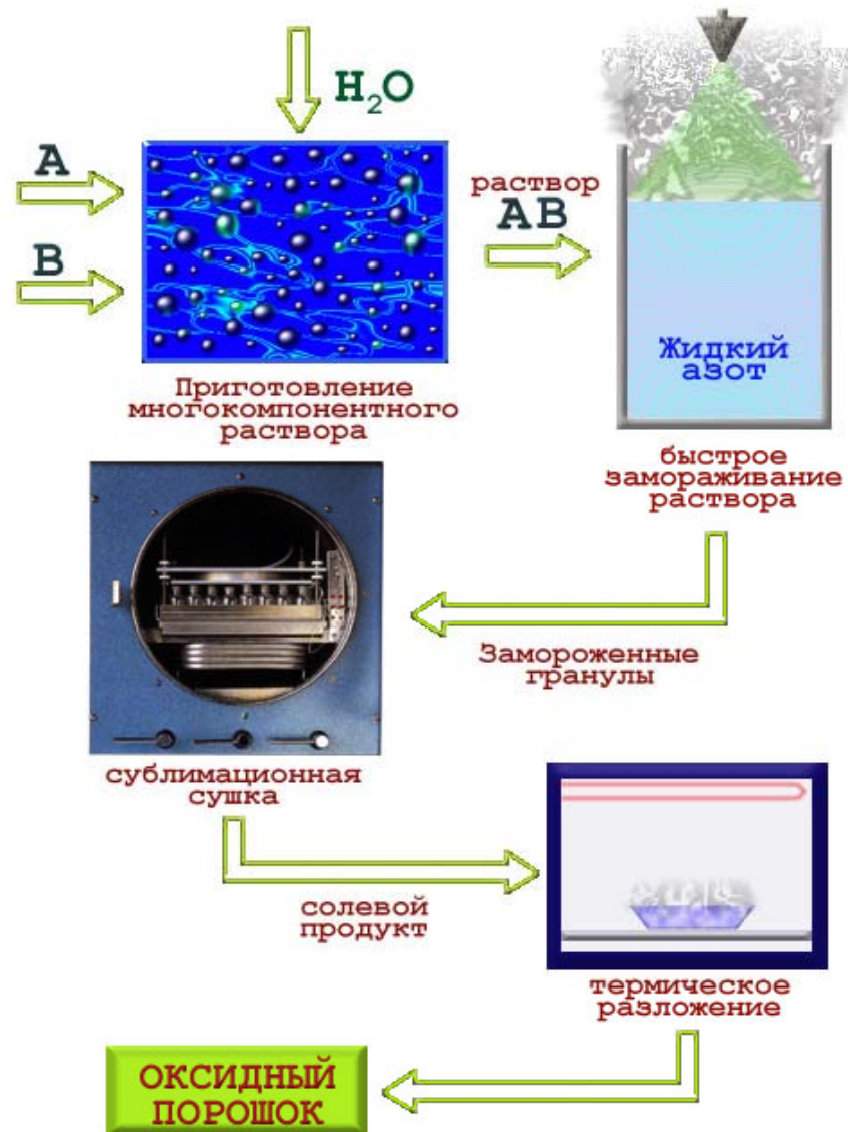 H₂O
A
B
раствор
AB
Жидкий
азот
Приготовление
многокомпонентного
раствора
быстрое
замораживание
раствора
Замороженные
гранулы
сублимационная
сушка
солевой
продукт
термическое
разложение
ОКСИДНЫЙ
ПОРОШОК